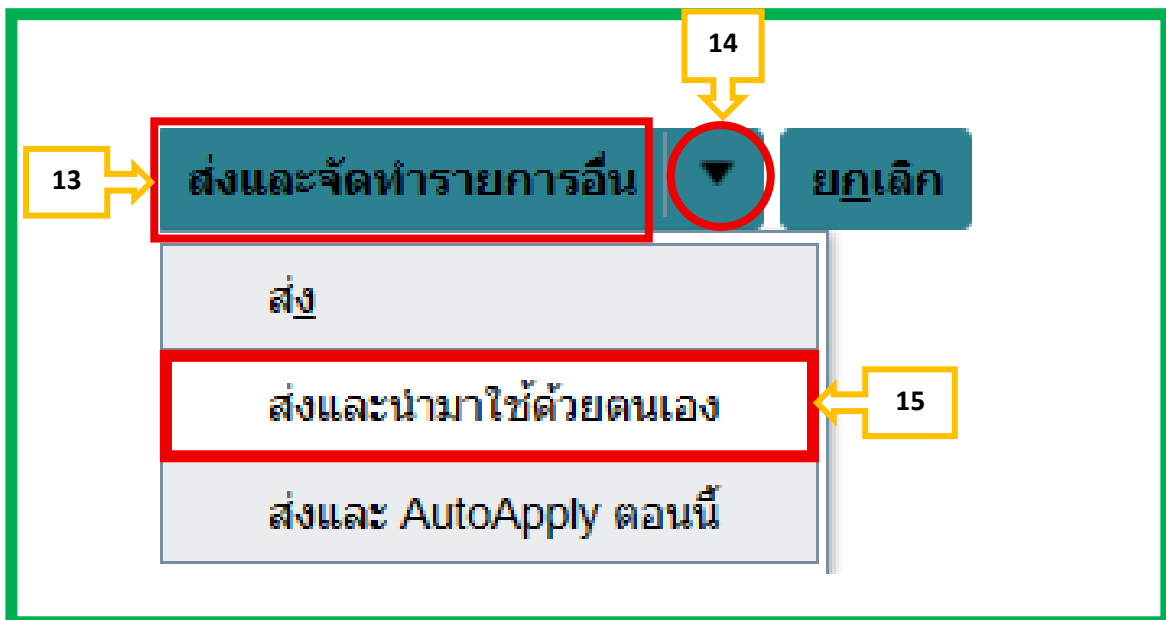 14
13
ส่งและจัดทำรายการอื่น ▼ ยกเลิก
ส่ง
ส่งและนำมาใช้ด้วยตนเอง
15
ส่งและ AutoApply ตอนนี้